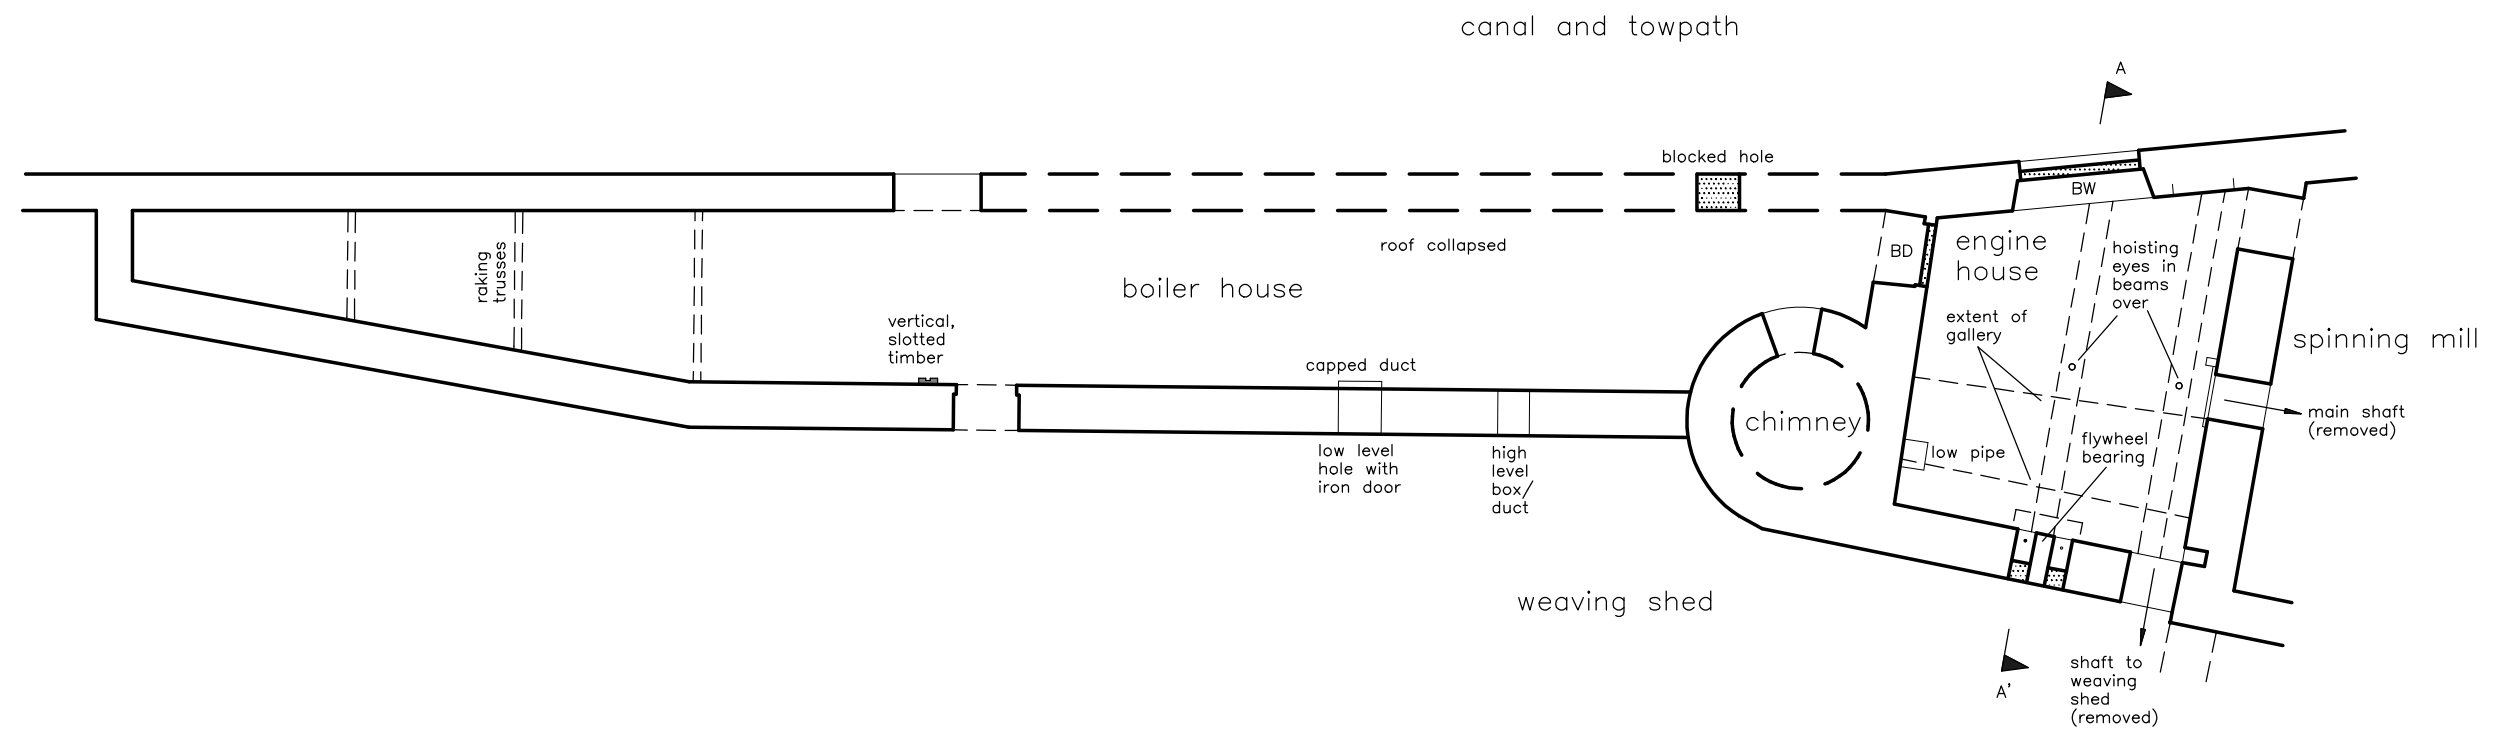 canal and towpath
A
blocked hole
BW
roof collapsed
BD
engine
house
hoisting
eyes in
beams
over
raking
trusses
boiler house
extent of
gallery
vertical,
slotted
timber
spinning mill
capped duct
chimney
main shaft
(removed)
low level
hole with
iron door
high
level
box/
duct
low pipe
flywheel
bearing
weaving shed
shaft to
weaving
shed
(removed)
A'